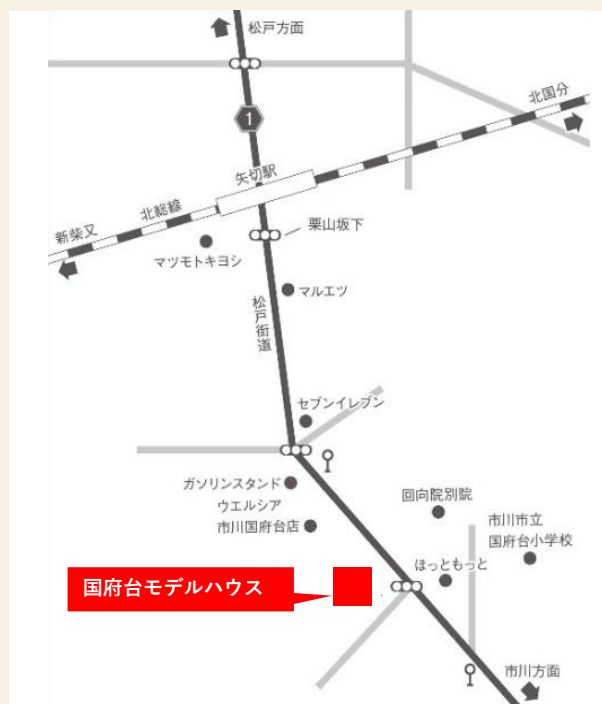 松戸方面
1
北国分
矢切駅
北総線
新柴又
栗山坂下
マツモトキヨシ
マルエツ
松戸街道
セブンイレブン
ガソリンスタンド
ウエルシア
市川国府台店
回向院別院
市川市立
国府台小学校
ほっともっと
国府台モデルハウス
市川方面